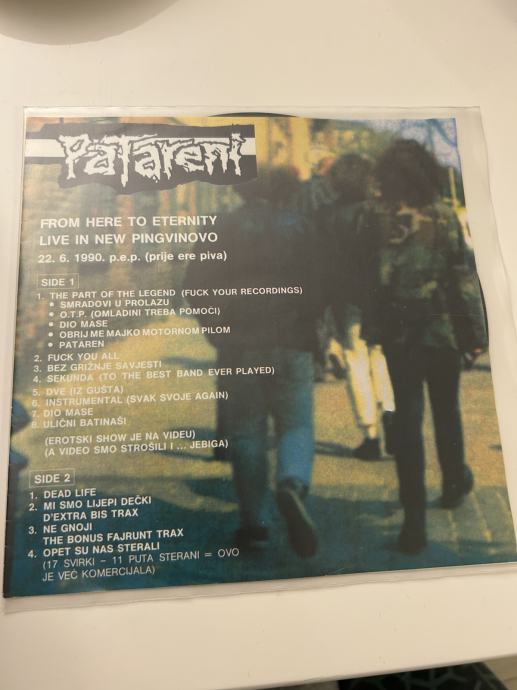 PaTareni
FROM HERE TO ETERNITY
LIVE IN NEW PINGVINOVO
22. 6. 1990. p.e.p. (prije ere piva)
SIDE 1
1. THE PART OF THE LEGEND (FUCK YOUR RECORDINGS)
• SMRADOVI U PROLAZU
• O.T.P. (OMLADINI TREBA POMOĆI)
• DIO MASE
• OBRIJ ME MAJKO MOTORNOM PILOM
• PATAREN
2. FUCK YOU ALL
3. BEZ GRIŽNJE SAVJESTI
4. SEKUNDA (TO THE BEST BAND EVER PLAYED)
5. DVE (IZ GUŠTA)
6. INSTRUMENTAL (SVAK SVOJE AGAIN)
7. DIO MASE
8. ULIČNI BATINAŠI
(EROTSKI SHOW JE NA VIDEU)
(A VIDEO SMO STROŠILI I ... JEBIGA)
SIDE 2
1. DEAD LIFE
2. MI SMO LIJEPI DEČKI
D'EXTRA BIS TRAX
3. NE GNOJI
THE BONUS FAJRUNT TRAX
4. OPET SU NAS STERALI
(17 SVIRKI – 11 PUTA STERANI = OVO
JE VEĆ KOMERCIJALA)